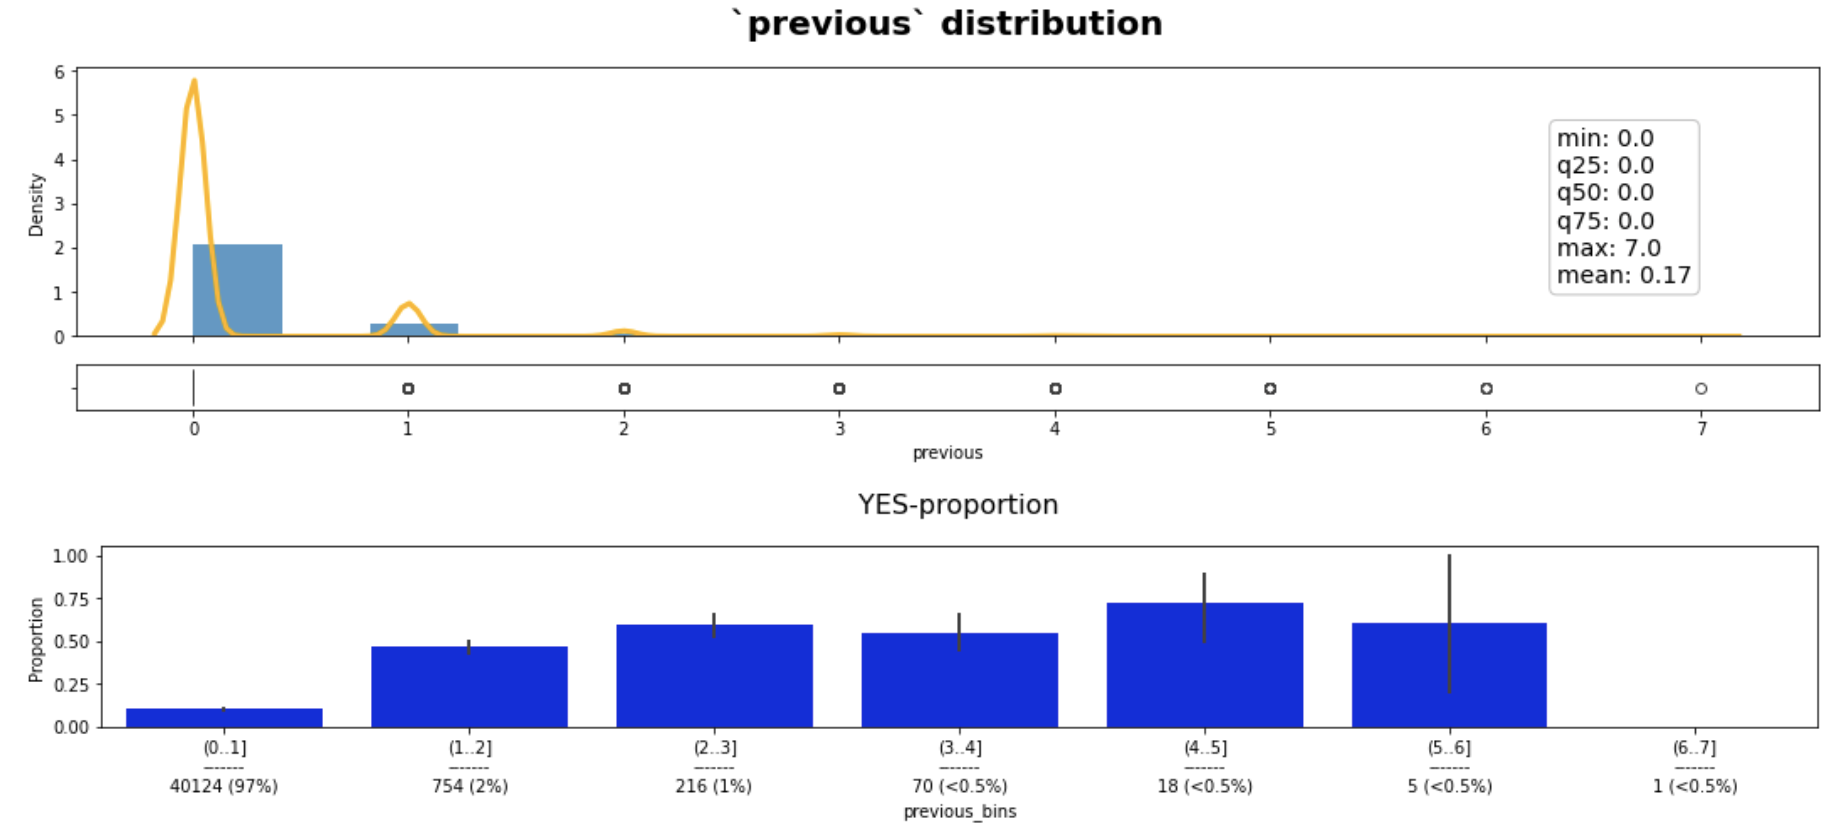 `previous` distribution
6
5
4
3
2
1
0
Density
min: 0.0
q25: 0.0
q50: 0.0
q75: 0.0
max: 7.0
mean: 0.17
0 1 2 3 4 5 6 7
previous
YES-proportion
1.00
0.75
0.50
0.25
0.00
Proportion
(0..1] (1..2] (2..3] (3..4] (4..5] (5..6] (6..7]
------- ------- ------- ------- ------- ------- -------
40124 (97%) 754 (2%) 216 (1%) 70 (<0.5%) 18 (<0.5%) 5 (<0.5%) 1 (<0.5%)
previous_bins